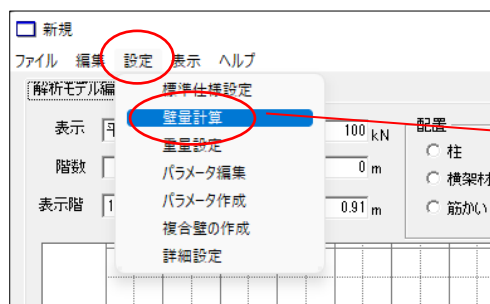 新規
ファイル 編集 設定 表示 ヘルプ
解析モデル編
標準仕様設定
壁量計算
重量設定
パラメータ編集
パラメータ作成
複合壁の作成
詳細設定
表示 平
階数
表示階 1
100 kN
0 m
0.91 m
配置
柱
横架材
筋かい